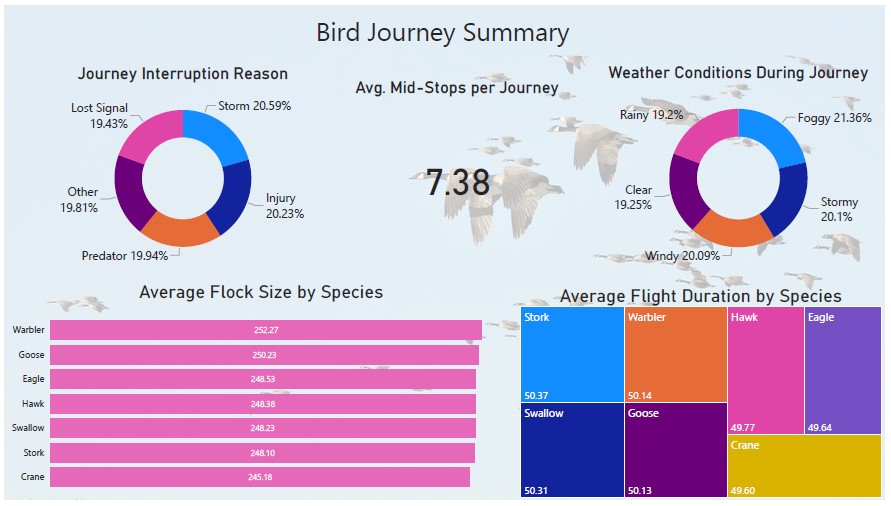 Bird Journey Summary
Journey Interruption Reason
Lost Signal
19.43%
Storm 20.59%
Other
19.81%
Injury
20.23%
Predator 19.94%
Avg. Mid-Stops per Journey
7.38
Weather Conditions During Journey
Rainy 19.2%
Foggy 21.36%
Clear
19.25%
Stormy
20.1%
Windy 20.09%
Average Flock Size by Species
Warbler 252.27
Goose 250.23
Eagle 248.53
Hawk 248.38
Swallow 248.23
Stork 248.10
Crane 245.18
Average Flight Duration by Species
Stork
50.37
Warbler
50.14
Hawk
49.77
Eagle
49.64
Swallow
50.31
Goose
50.13
Crane
49.60